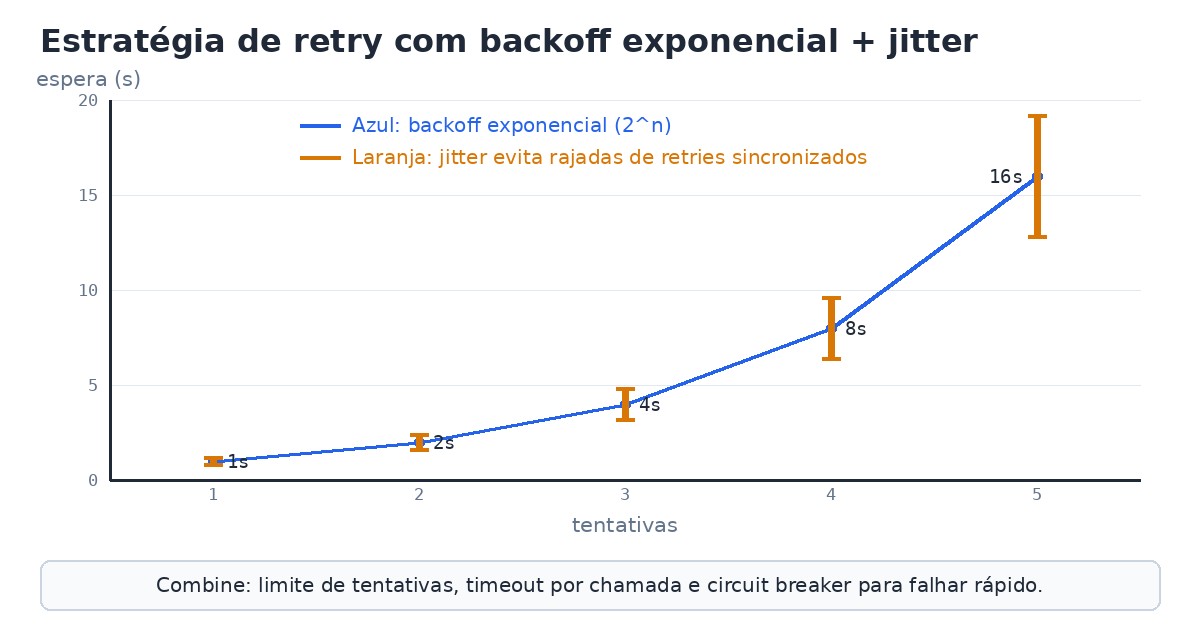 Estratégia de retry com backoff exponencial + jitter
espera (s)
20
Azul: backoff exponencial (2^n)
Laranja: jitter evita rajadas de retries sincronizados
16s
15
10
8s
5
4s
2s
1s
0
1 2 3 4 5
tentativas
Combine: limite de tentativas, timeout por chamada e circuit breaker para falhar rápido.